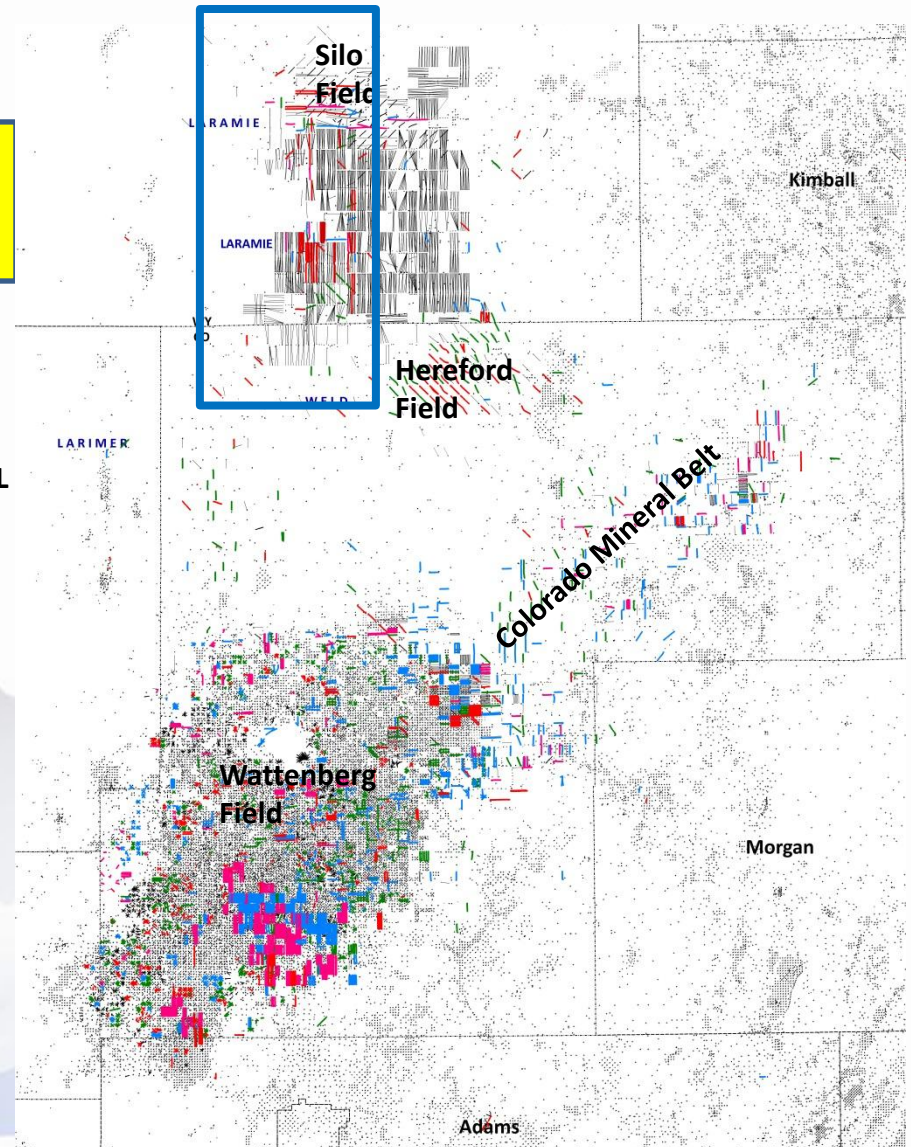 Silo
Field
LARAMIE
Kimball
LARAMIE
WY
CO
Hereford
Field
WELD
LARIMER
L
Colorado Mineral Belt
Wattenberg
Field
Morgan
Adams